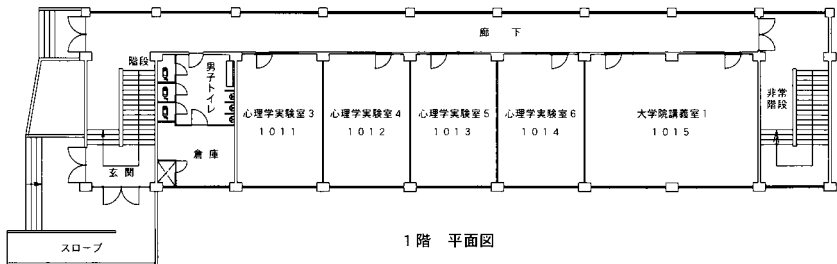 廊下
階段
男子トイレ
心理学実験室3
1011
心理学実験室4
1012
心理学実験室5
1013
心理学実験室6
1014
大学院講義室1
1015
非常
階段
倉庫
玄関
スロープ
1階 平面図